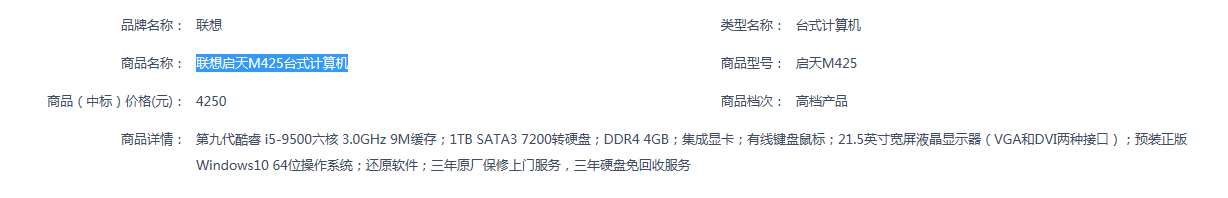 品牌名称： 联想 类型名称： 台式计算机
商品名称： 联想启天M425台式计算机 商品型号： 启天M425
商品（中标）价格(元)： 4250 商品档次： 高档产品
商品详情： 第九代酷睿 i5-9500六核 3.0GHz 9M缓存；1TB SATA3 7200转硬盘；DDR4 4GB；集成显卡；有线键盘鼠标；21.5英寸宽屏液晶显示器（VGA和DVI两种接口）；预装正版
Windows10 64位操作系统；还原软件；三年原厂保修上门服务，三年硬盘免回收服务